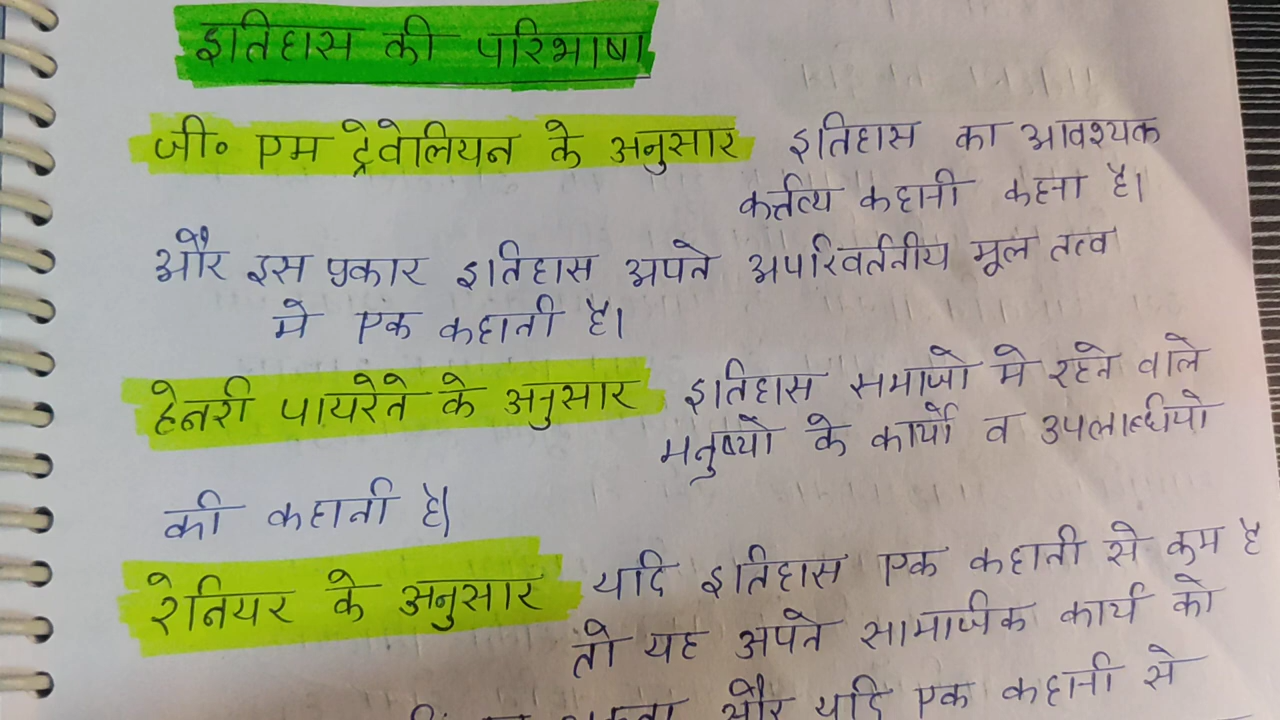 इतिहास की परिभाषा
जी॰ एम ट्रेवेलियन के अनुसार इतिहास का आवश्यक
कर्त्तव्य कहानी कहना है।
और इस प्रकार इतिहास अपने अपरिवर्तनीय मूल तत्व
मे एक कहानी है।
हेनरी पायरेने के अनुसार इतिहास समाजो मे रहने वाले
मनुष्यो के कार्यो व उपलब्धियो
की कहानी है।
रेनियर के अनुसार यदि इतिहास एक कहानी से कम है
तो यह अपने सामाजिक कार्य को
और यदि एक कहानी से